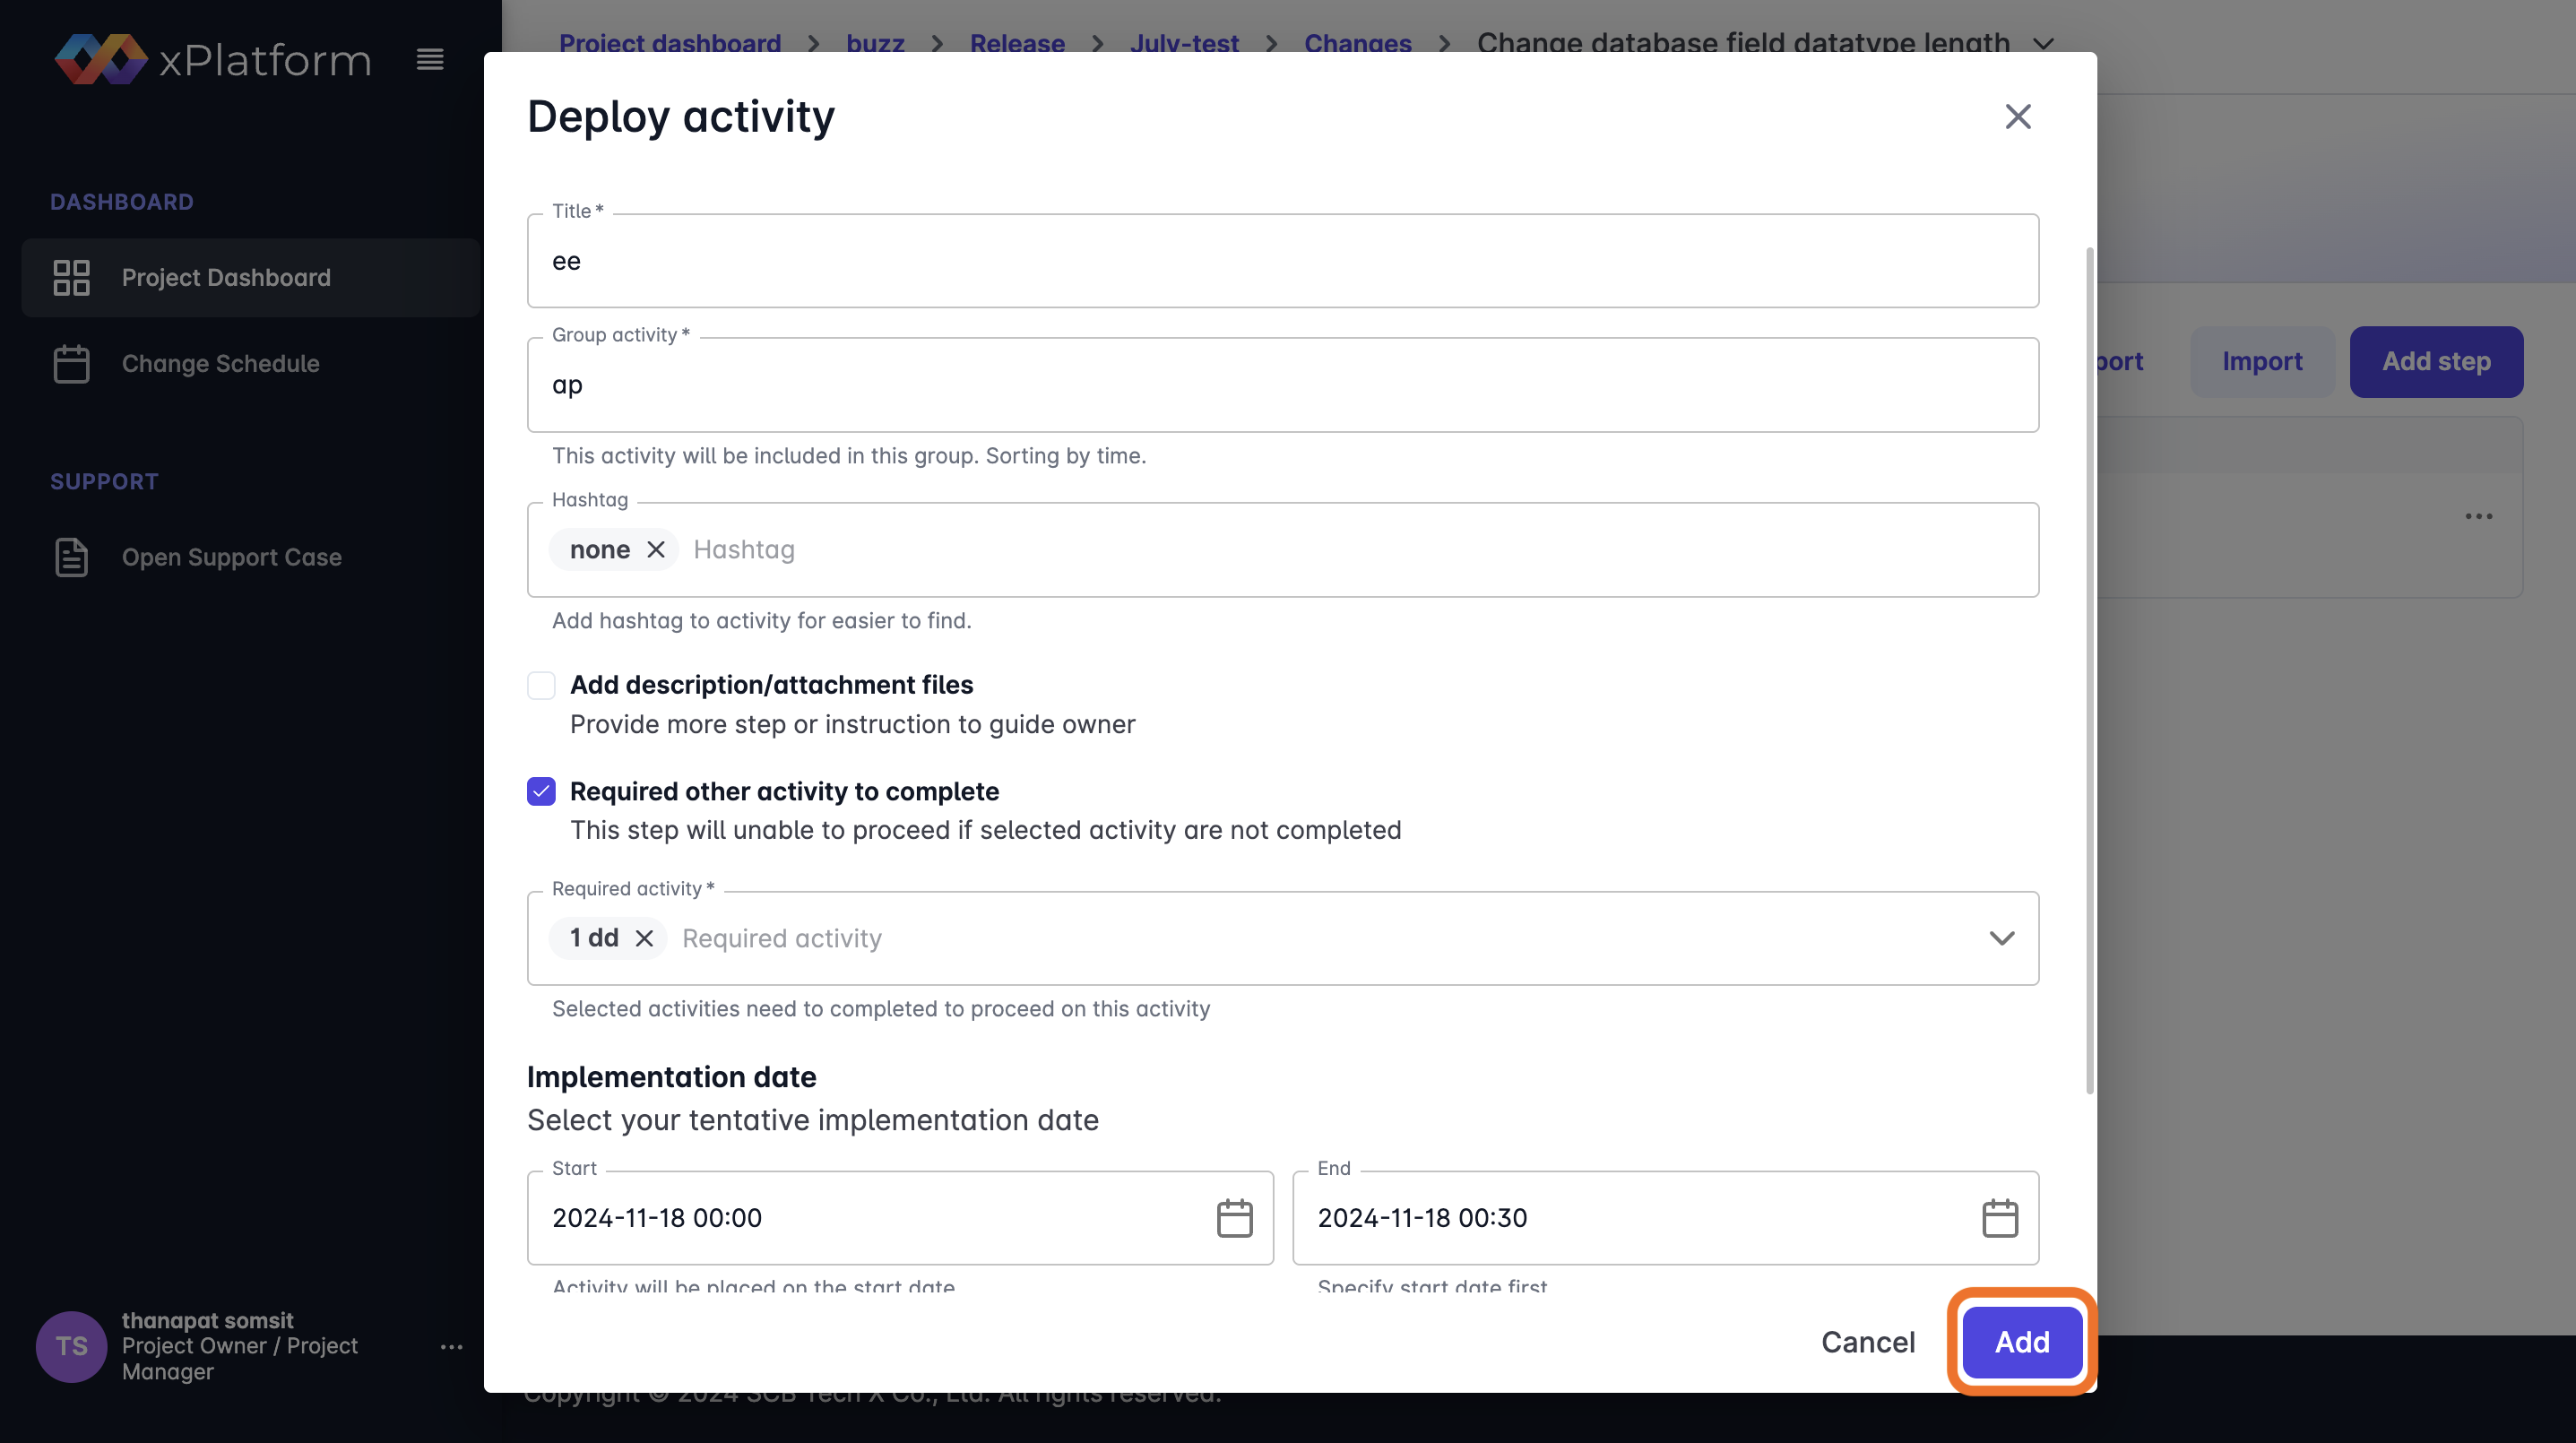 xPlatform
Project dashboard > buzz > Release > July-test > Changes > Change database field datatype length
DASHBOARD
Project Dashboard
Change Schedule
SUPPORT
Open Support Case
Deploy activity
Title *
ee
Group activity *
ap
This activity will be included in this group. Sorting by time.
Hashtag
none Hashtag
Add hashtag to activity for easier to find.
Add description/attachment files
Provide more step or instruction to guide owner
Required other activity to complete
This step will unable to proceed if selected activity are not completed
Required activity *
1 dd Required activity
Selected activities need to completed to proceed on this activity
Implementation date
Select your tentative implementation date
Start
2024-11-18 00:00
Activity will be placed on the start date
End
2024-11-18 00:30
Specify start date first
Cancel
Add
port
Import
Add step
TS
thanapat somsit
Project Owner / Project
Manager
Copyright © 2024 SCB Tech X Co., Ltd. All rights reserved.